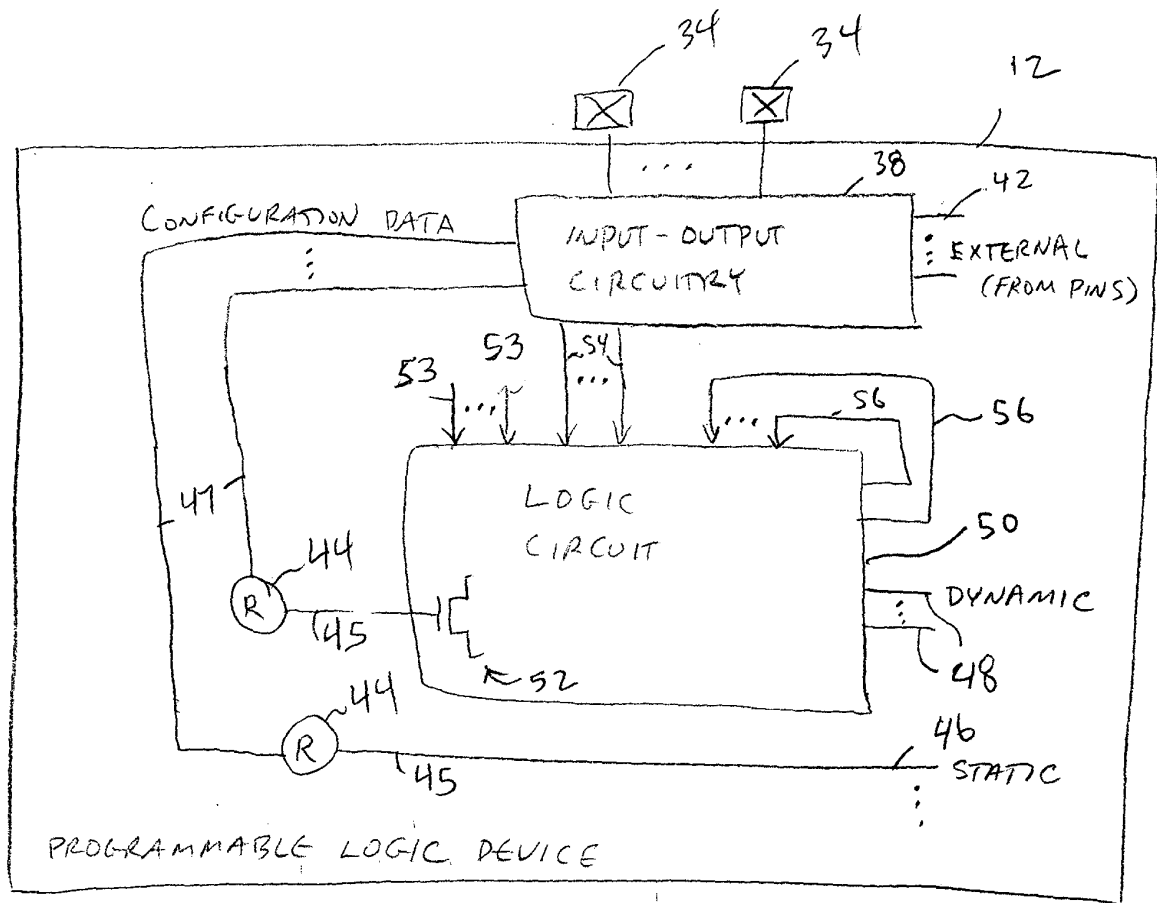 34
34
12
38
42
CONFIGURATION DATA
INPUT-OUTPUT
CIRCUITRY
EXTERNAL
(FROM PINS)
53
53
54
56
56
LOGIC
CIRCUIT
47
50
44
R
DYNAMIC
45
52
48
44
R
46
45
STATIC
PROGRAMMABLE LOGIC DEVICE